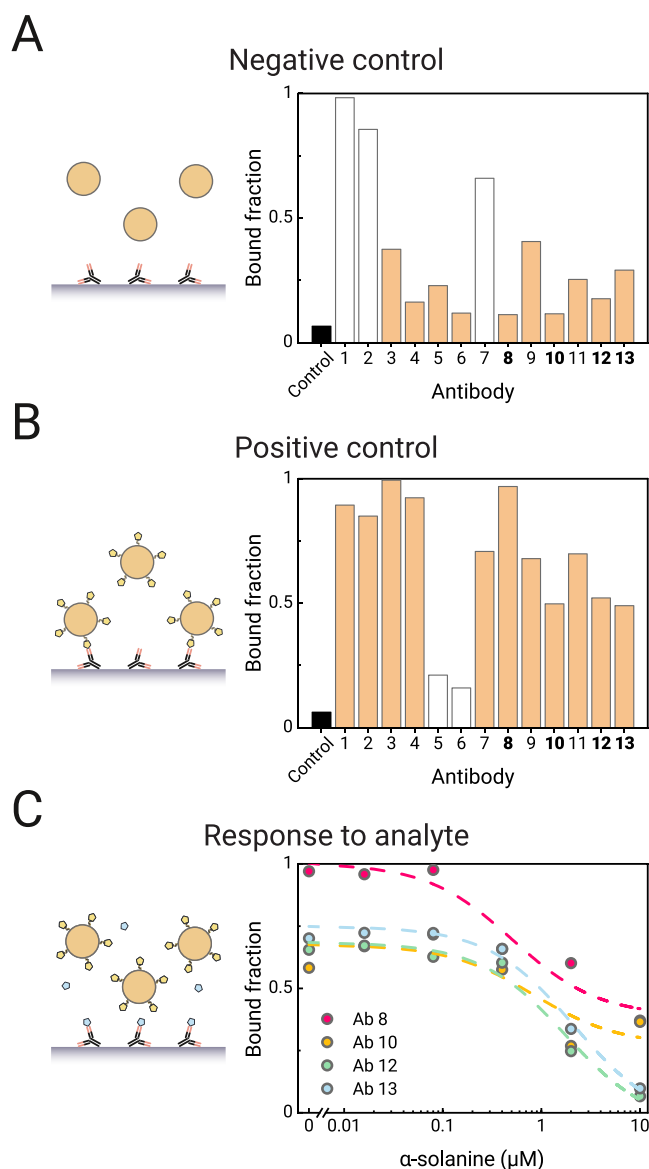 A
Negative control
Bound fraction
1
0.5
0
Control 1 2 3 4 5 6 7 8 9 10 11 12 13
Antibody
B
Positive control
Bound fraction
1
0.5
0
Control 1 2 3 4 5 6 7 8 9 10 11 12 13
Antibody
C
Response to analyte
Bound fraction
1
0.5
0
Ab 8
Ab 10
Ab 12
Ab 13
0 0.01 0.1 1 10
α-solanine (µM)